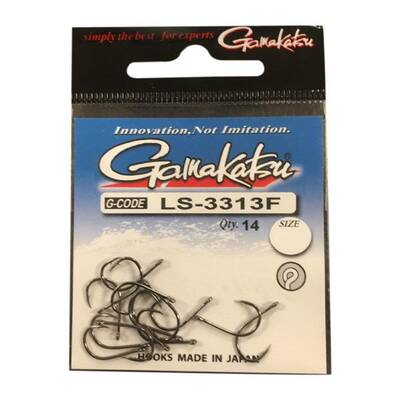 simply the best for experts
Gamakatsu
Innovation, Not Imitation.
Gamakatsu®
G-CODE LS-3313F
Qty. 14 SIZE
HOOKS MADE IN JAPAN